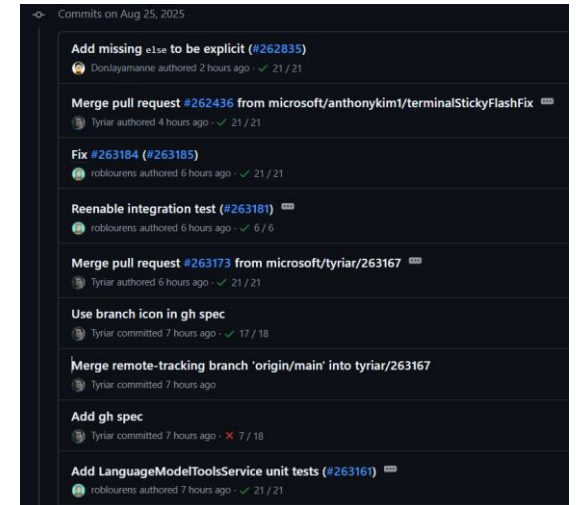 Commits on Aug 25, 2025
Add missing else to be explicit (#262835)
DonJayamanne authored 2 hours ago · ✓ 21 / 21
Merge pull request #262436 from microsoft/anthonykim1/terminalStickyFlashFix
Tyriar authored 4 hours ago · ✓ 21 / 21
Fix #263184 (#263185)
roblourens authored 6 hours ago · ✓ 21 / 21
Reenable integration test (#263181)
roblourens authored 6 hours ago · ✓ 6 / 6
Merge pull request #263173 from microsoft/tyriar/263167
Tyriar authored 6 hours ago · ✓ 21 / 21
Use branch icon in gh spec
Tyriar committed 7 hours ago · ✓ 17 / 18
Merge remote-tracking branch 'origin/main' into tyriar/263167
Tyriar committed 7 hours ago
Add gh spec
Tyriar committed 7 hours ago · ✗ 7 / 18
Add LanguageModelToolsService unit tests (#263161)
roblourens authored 7 hours ago · ✓ 21 / 21